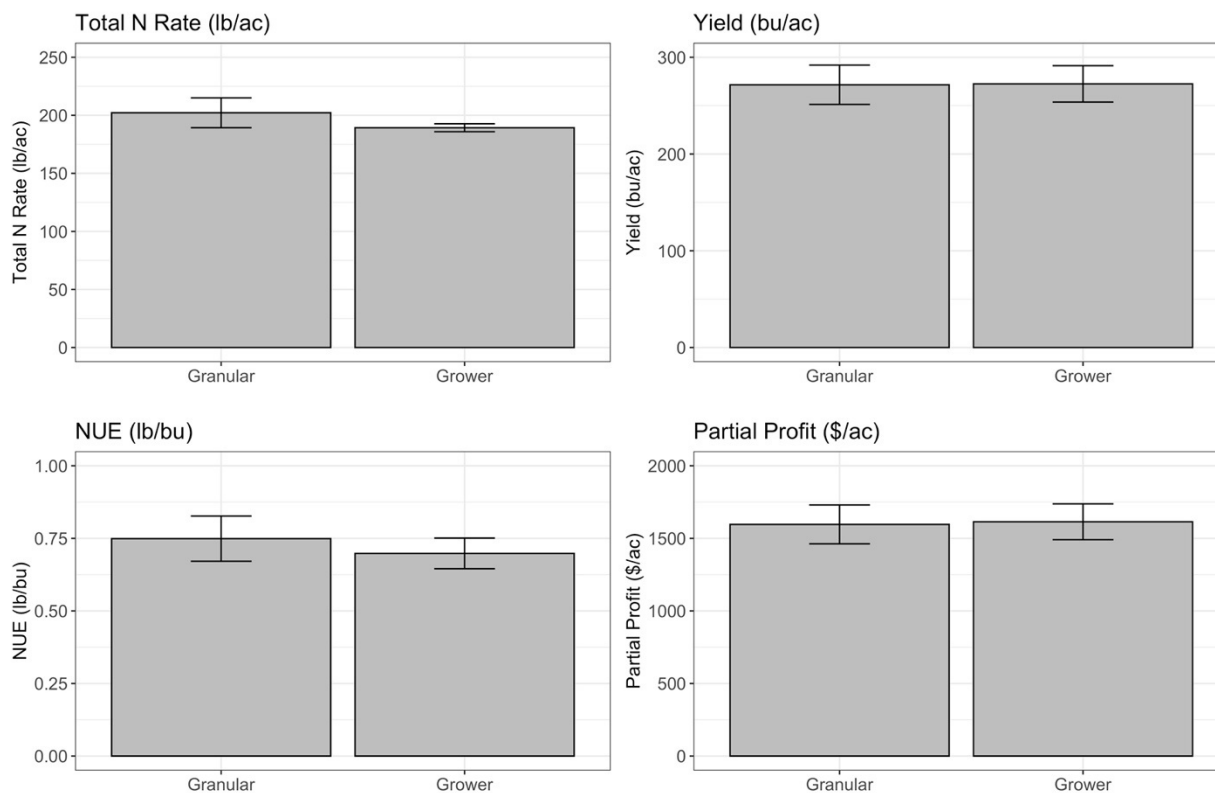 Total N Rate (lb/ac)
Total N Rate (lb/ac)
250
200
150
100
50
0
Granular
Grower
Yield (bu/ac)
Yield (bu/ac)
300
200
100
0
Granular
Grower
NUE (lb/bu)
NUE (lb/bu)
1.00
0.75
0.50
0.25
0.00
Granular
Grower
Partial Profit ($/ac)
Partial Profit ($/ac)
2000
1500
1000
500
0
Granular
Grower